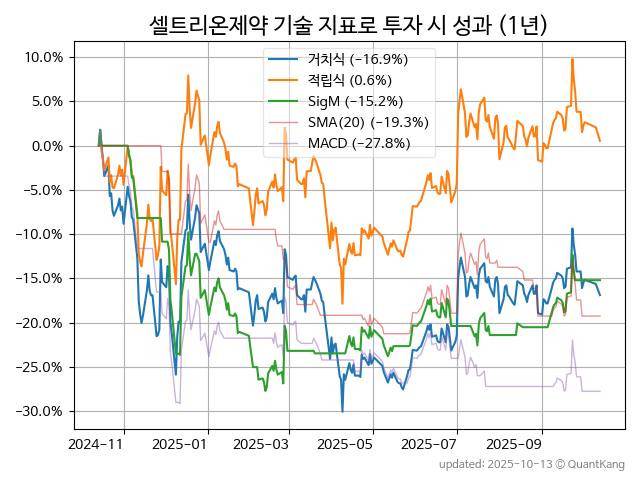 셀트리온제약 기술 지표로 투자 시 성과 (1년)
거치식 (−16.9%)
적립식 (0.6%)
SigM (−15.2%)
SMA(20) (−19.3%)
MACD (−27.8%)
10.0%
5.0%
0.0%
−5.0%
−10.0%
−15.0%
−20.0%
−25.0%
−30.0%
2024-11 2025-01 2025-03 2025-05 2025-07 2025-09
updated: 2025-10-13 © QuantKang